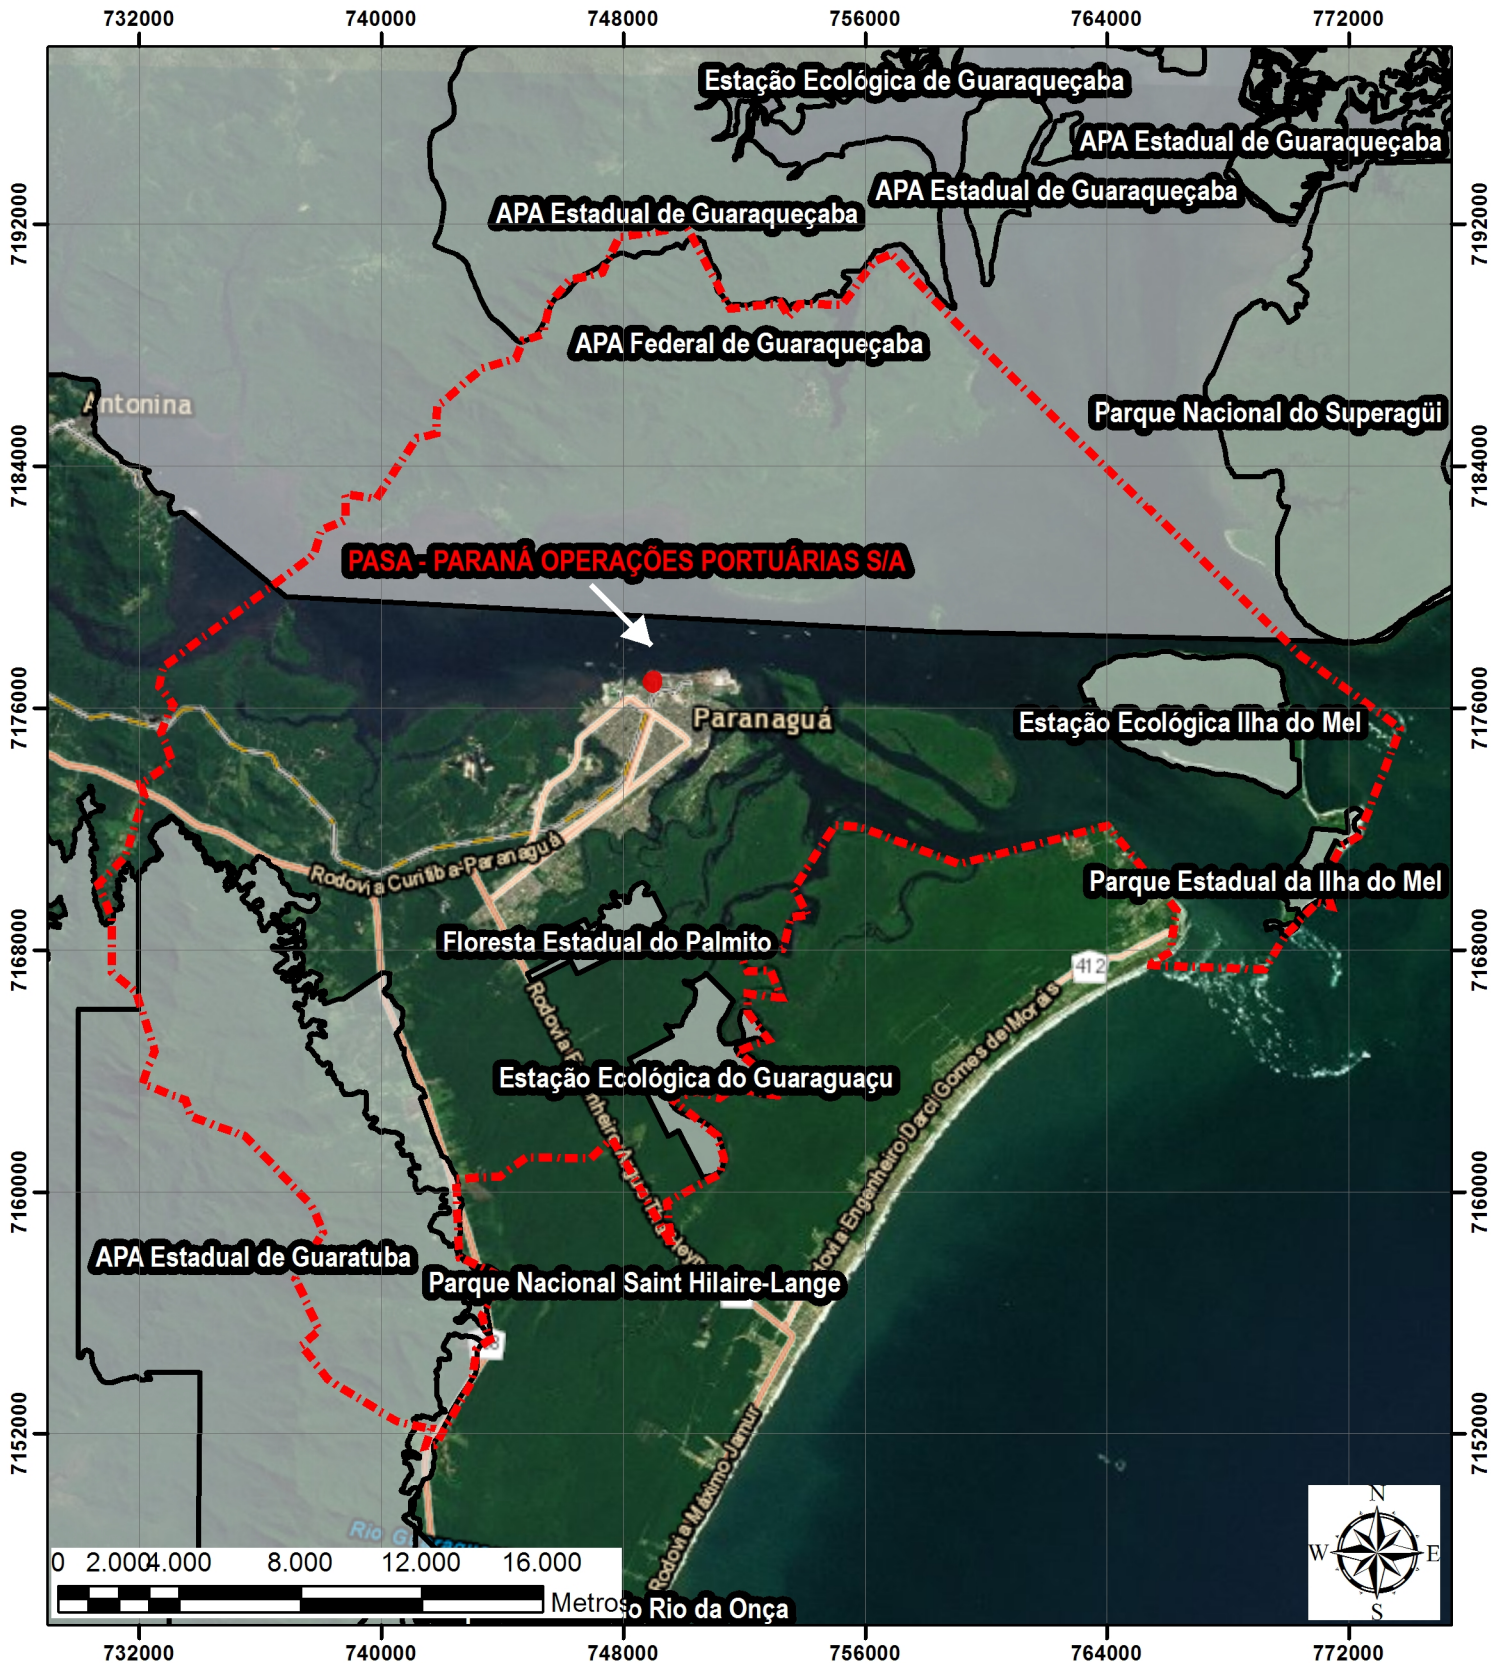 732000 740000 748000 756000 764000 772000
Estação Ecológica de Guaraqueçaba
APA Estadual de Guaraqueçaba
APA Estadual de Guaraqueçaba
APA Estadual de Guaraqueçaba
7192000 7192000
APA Federal de Guaraqueçaba
Antonina
Parque Nacional do Superagüi
7184000 7184000
PASA - PARANÁ OPERAÇÕES PORTUÁRIAS S/A
Paranaguá
Estação Ecológica Ilha do Mel
7176000 7176000
Rodovia Curitiba-Paranaguá
Parque Estadual da Ilha do Mel
Floresta Estadual do Palmito
7168000 7168000
412
Rodovia Engenheiro Darci Gomes de Morais
Estação Ecológica do Guaraguaçu
Rodovia
7160000 7160000
APA Estadual de Guaratuba
Parque Nacional Saint Hilaire-Lange
7152000 7152000
Rodovia Máximo Jamur
Rio
0 2.000 4.000 8.000 12.000 16.000
Metros
o Rio da Onça
N
W E
S
732000 740000 748000 756000 764000 772000